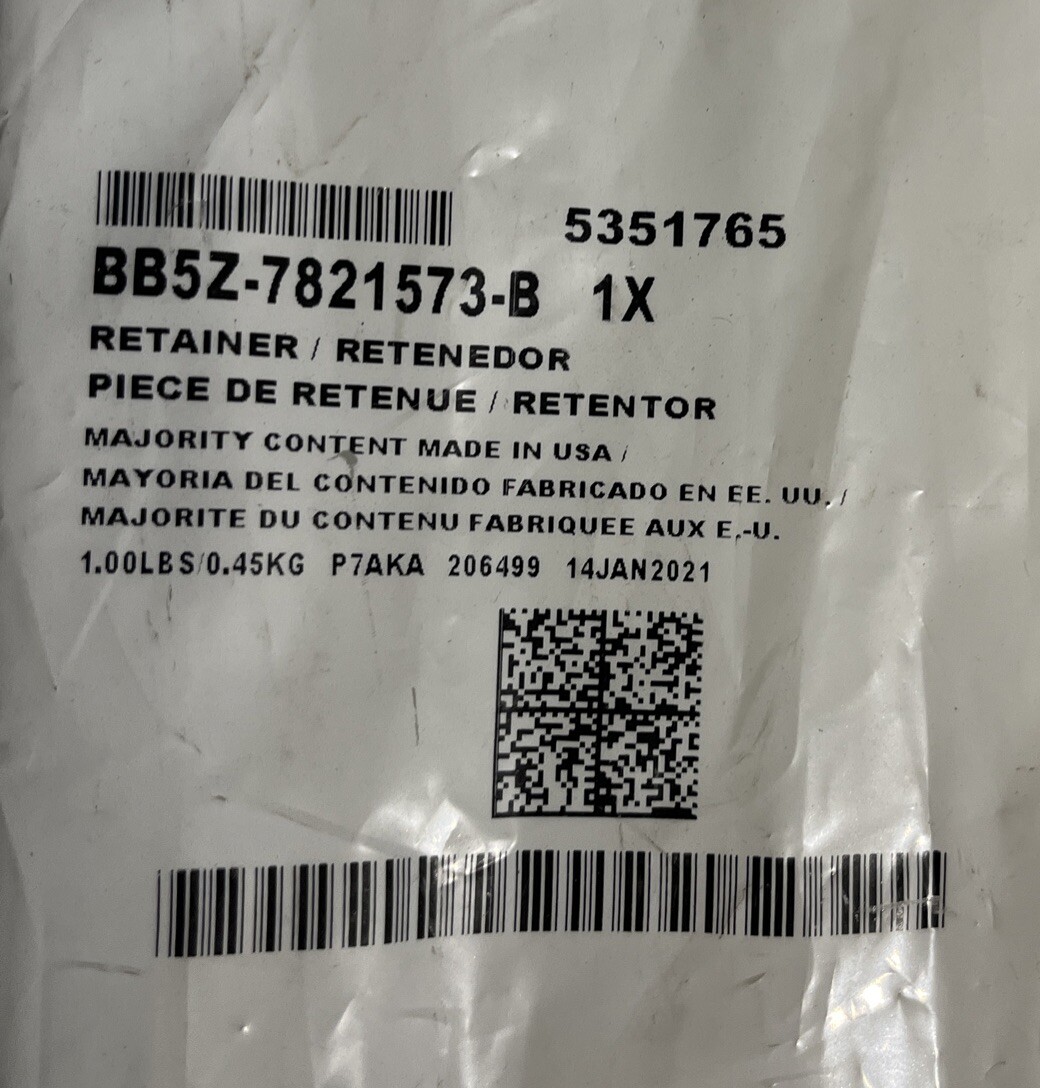 5351765
BB5Z-7821573-B 1X
RETAINER / RETENEDOR
PIECE DE RETENUE / RETENTOR
MAJORITY CONTENT MADE IN USA /
MAYORIA DEL CONTENIDO FABRICADO EN EE. UU. /
MAJORITE DU CONTENU FABRIQUEE AUX E.-U.
1.00LBS/0.45KG P7AKA 206499 14JAN2021